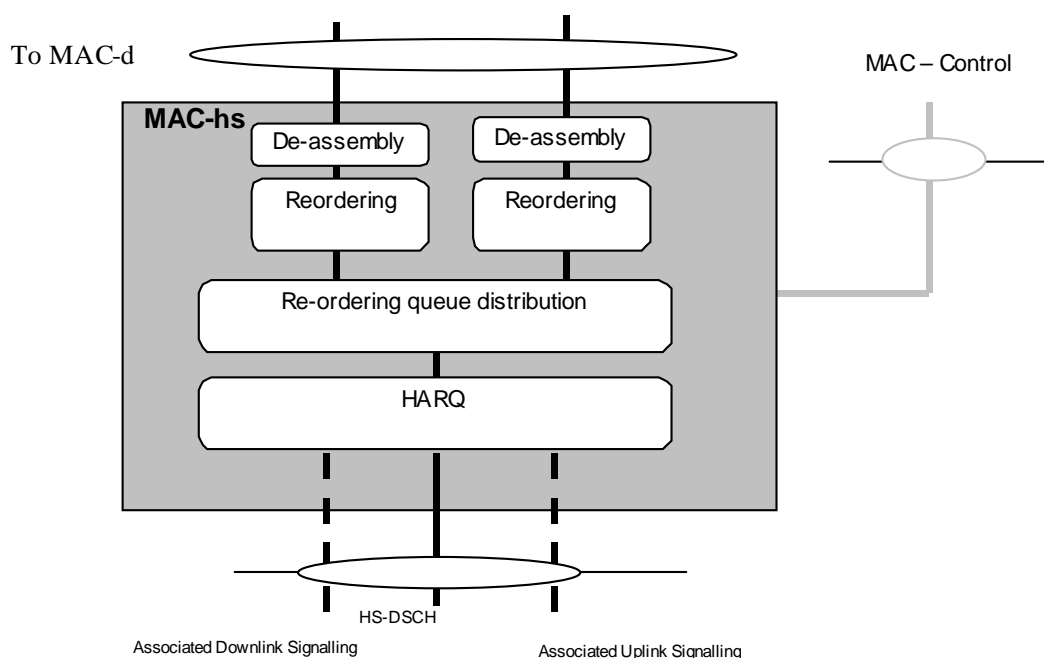 To MAC-d
MAC – Control
MAC-hs
De-assembly
De-assembly
Reordering
Reordering
Re-ordering queue distribution
HARQ
HS-DSCH
Associated Downlink Signalling
Associated Uplink Signalling